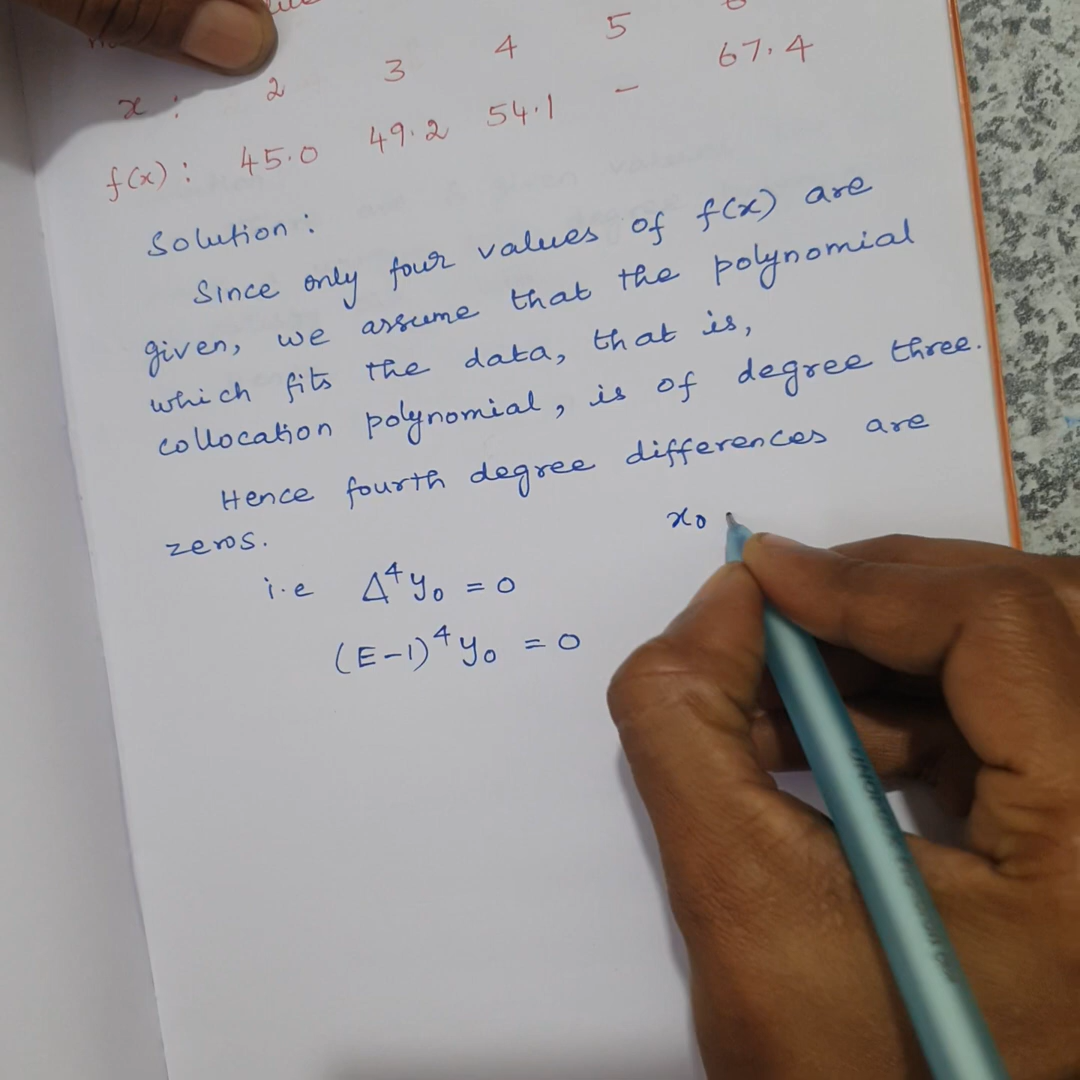 x : 2 3 4 5 6
f(x) : 45.0 49.2 54.1 - 67.4
Solution :
Since only four values of f(x) are
given, we assume that the polynomial
which fits the data, that is,
collocation polynomial, is of degree three.
Hence fourth degree differences are
zeros.
x₀
i.e Δ⁴y₀ = 0
(E-1)⁴y₀ = 0